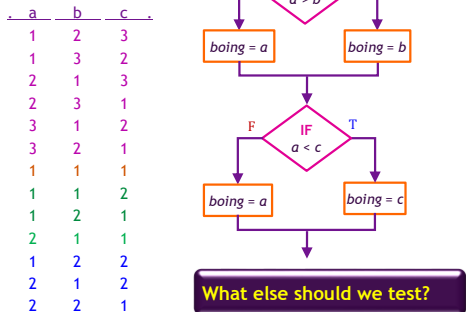 . a b c .
1 2 3
1 3 2
2 1 3
2 3 1
3 1 2
3 2 1
1 1 1
1 1 2
1 2 1
2 1 1
1 2 2
2 1 2
2 2 1
a > b
boing = a
boing = b
F
IF
T
a < c
boing = a
boing = c
What else should we test?